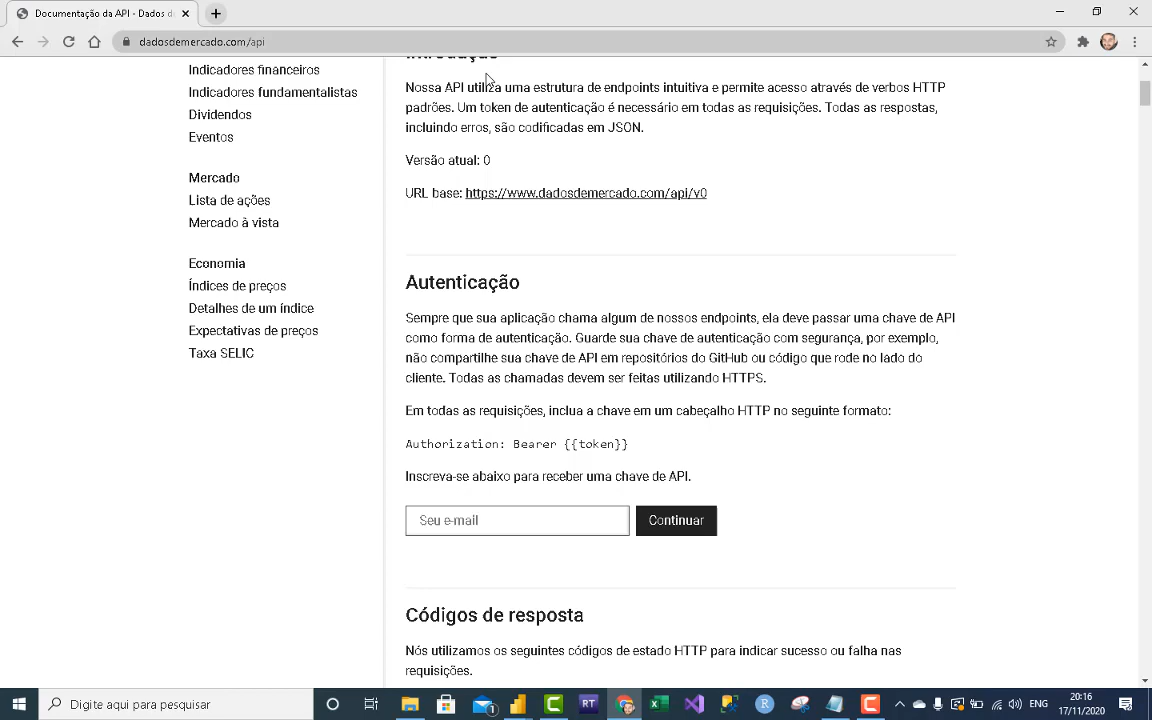 Documentação da API - Dados d
dadosdemercado.com/api
Indicadores financeiros
Indicadores fundamentalistas
Dividendos
Eventos
Mercado
Lista de ações
Mercado à vista
Economia
Índices de preços
Detalhes de um índice
Expectativas de preços
Taxa SELIC
Introdução
Nossa API utiliza uma estrutura de endpoints intuitiva e permite acesso através de verbos HTTP
padrões. Um token de autenticação é necessário em todas as requisições. Todas as respostas,
incluindo erros, são codificadas em JSON.
Versão atual: 0
URL base: https://www.dadosdemercado.com/api/v0
Autenticação
Sempre que sua aplicação chama algum de nossos endpoints, ela deve passar uma chave de API
como forma de autenticação. Guarde sua chave de autenticação com segurança, por exemplo,
não compartilhe sua chave de API em repositórios do GitHub ou código que rode no lado do
cliente. Todas as chamadas devem ser feitas utilizando HTTPS.
Em todas as requisições, inclua a chave em um cabeçalho HTTP no seguinte formato:
Authorization: Bearer {{token}}
Inscreva-se abaixo para receber uma chave de API.
Seu e-mail
Continuar
Códigos de resposta
Nós utilizamos os seguintes códigos de estado HTTP para indicar sucesso ou falha nas
requisições.
Digite aqui para pesquisar
1
RT
R
ENG
20:16
17/11/2020